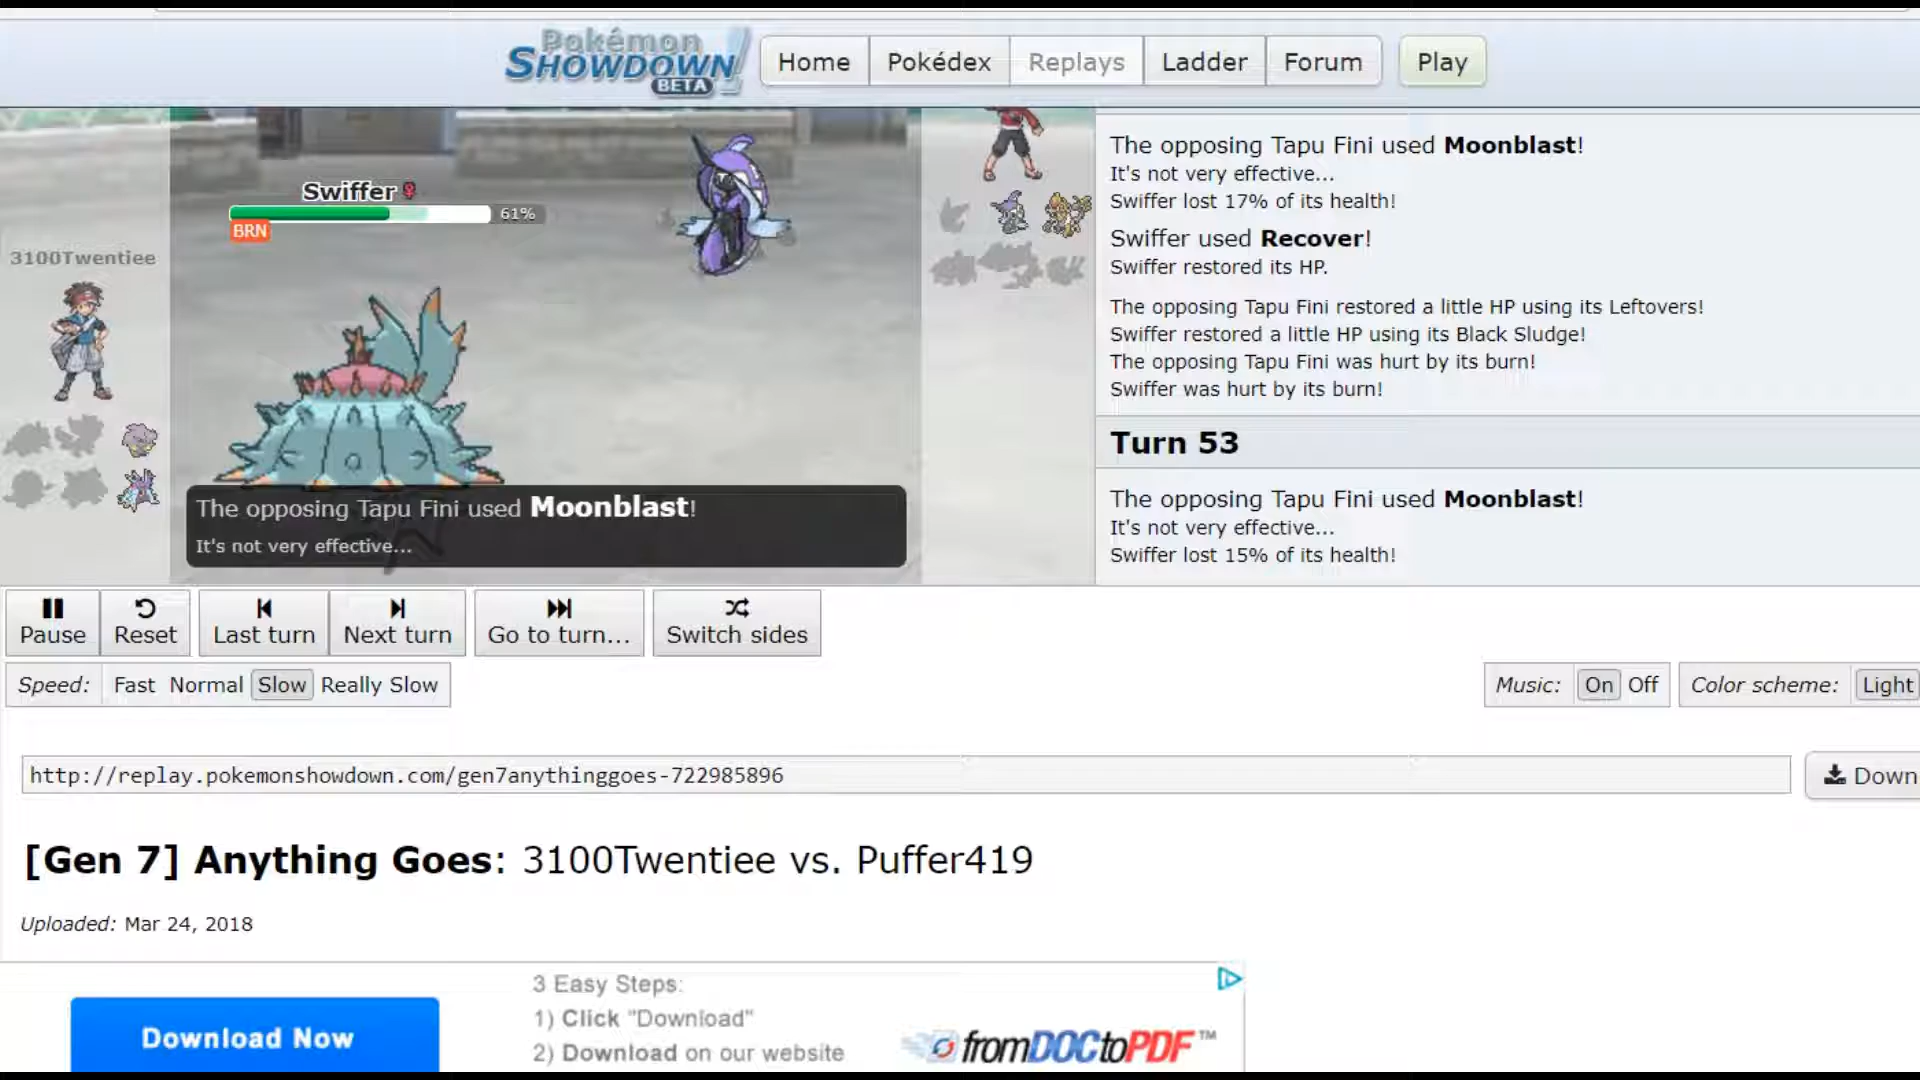 Pokémon
SHOWDOWN!
BETA
Home
Pokédex
Replays
Ladder
Forum
Play
Swiffer
61%
BRN
3100Twentiee
The opposing Tapu Fini used Moonblast!
It's not very effective...
The opposing Tapu Fini used Moonblast!
It's not very effective...
Swiffer lost 17% of its health!
Swiffer used Recover!
Swiffer restored its HP.
The opposing Tapu Fini restored a little HP using its Leftovers!
Swiffer restored a little HP using its Black Sludge!
The opposing Tapu Fini was hurt by its burn!
Swiffer was hurt by its burn!
Turn 53
The opposing Tapu Fini used Moonblast!
It's not very effective...
Swiffer lost 15% of its health!
Pause
Reset
Last turn
Next turn
Go to turn...
Switch sides
Speed: Fast Normal Slow Really Slow
Music: On Off
Color scheme: Light
http://replay.pokemonshowdown.com/gen7anythinggoes-722985896
Down
[Gen 7] Anything Goes: 3100Twentiee vs. Puffer419
Uploaded: Mar 24, 2018
Download Now
3 Easy Steps:
1) Click "Download"
2) Download on our website
fromDOCtoPDF™